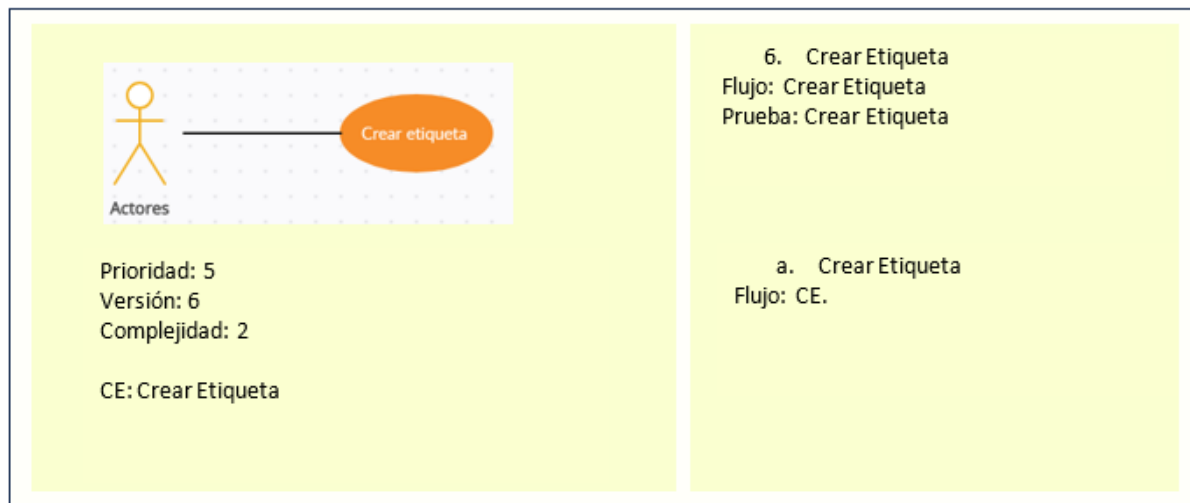 Crear etiqueta
Actores
Prioridad: 5
Versión: 6
Complejidad: 2
CE: Crear Etiqueta
6. Crear Etiqueta
Flujo: Crear Etiqueta
Prueba: Crear Etiqueta
a. Crear Etiqueta
Flujo: CE.